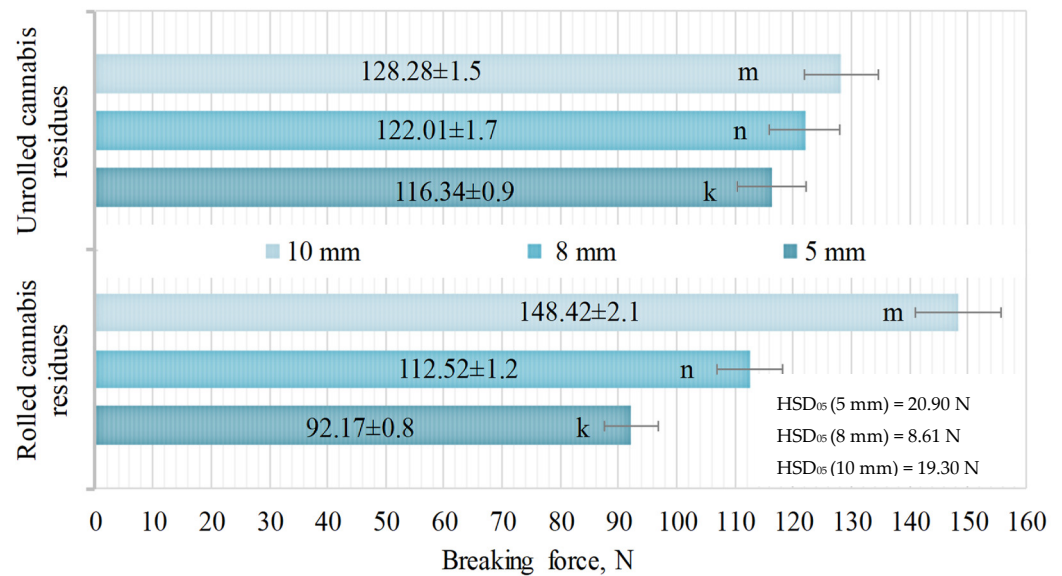 Unrolled cannabis
residues
128.28±1.5 m
122.01±1.7 n
116.34±0.9 k
10 mm 8 mm 5 mm
Rolled cannabis
residues
148.42±2.1 m
112.52±1.2 n
92.17±0.8 k
HSD₀₅ (5 mm) = 20.90 N
HSD₀₅ (8 mm) = 8.61 N
HSD₀₅ (10 mm) = 19.30 N
0 10 20 30 40 50 60 70 80 90 100 110 120 130 140 150 160
Breaking force, N